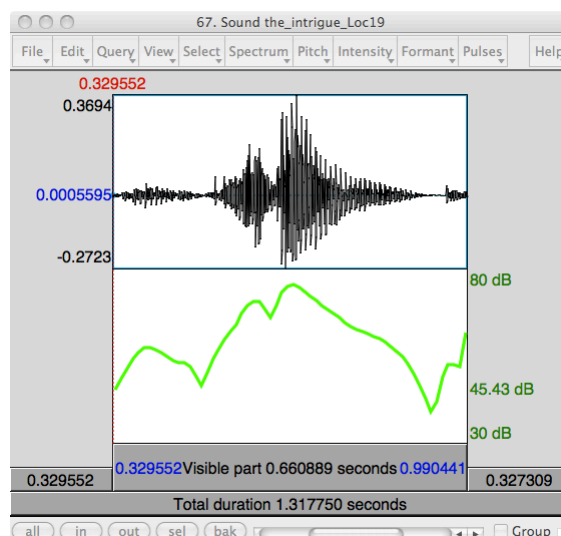 67. Sound the_intrigue_Loc19
File Edit Query View Select Spectrum Pitch Intensity Formant Pulses Help
0.329552
0.3694
0.0005595
-0.2723
80 dB
45.43 dB
30 dB
0.329552 0.329552 Visible part 0.660889 seconds 0.990441 0.327309
Total duration 1.317750 seconds
all in out sel bak Group